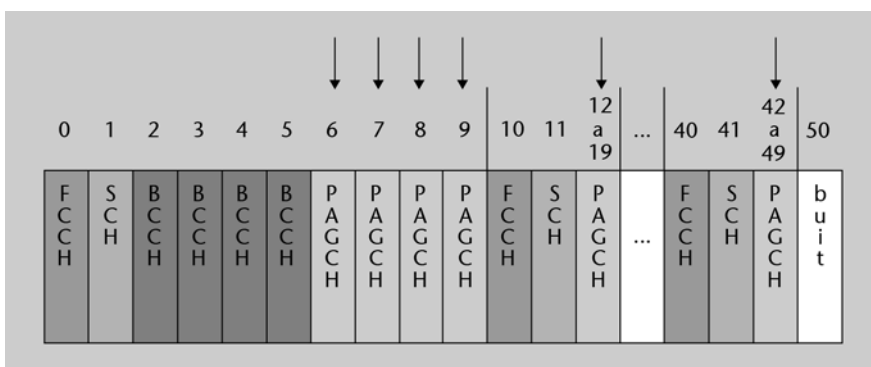 0 1 2 3 4 5 6 7 8 9 10 11 12 a 19 ... 40 41 42 a 49 50
FCCH SCH BCCH BCCH BCCH BCCH PAGCH PAGCH PAGCH PAGCH FCCH SCH PAGCH ... FCCH SCH PAGCH buit